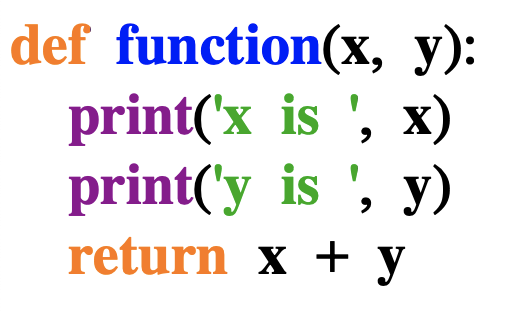 def function(x, y):
print('x is ', x)
print('y is ', y)
return x + y